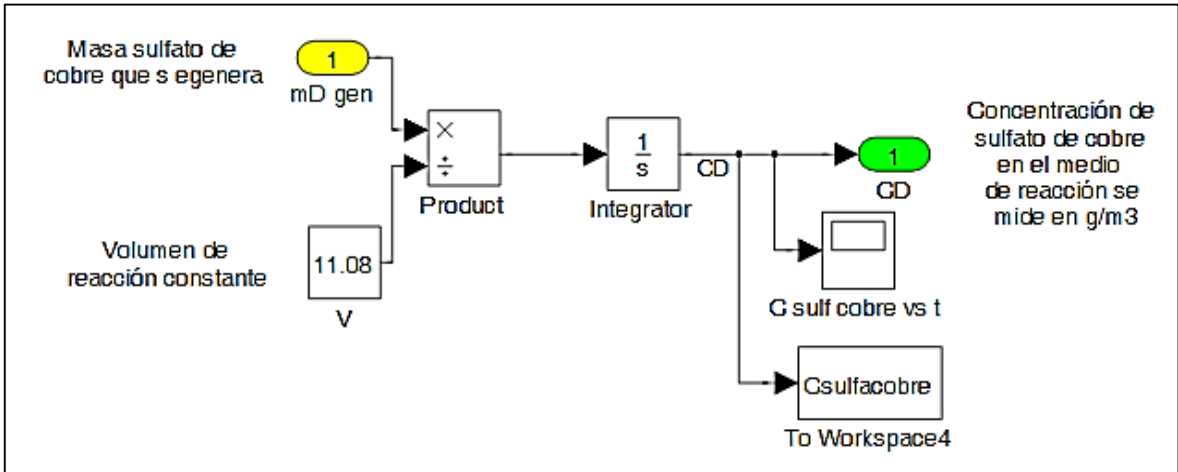 Masa sulfato de
cobre que s egenera
1
mD gen
×
÷
Product
1
s
Integrator
CD
1
CD
Concentración de
sulfato de cobre
en el medio
de reacción se
mide en g/m3
Volumen de
reacción constante
11.08
V
C sulf cobre vs t
Csulfacobre
To Workspace4